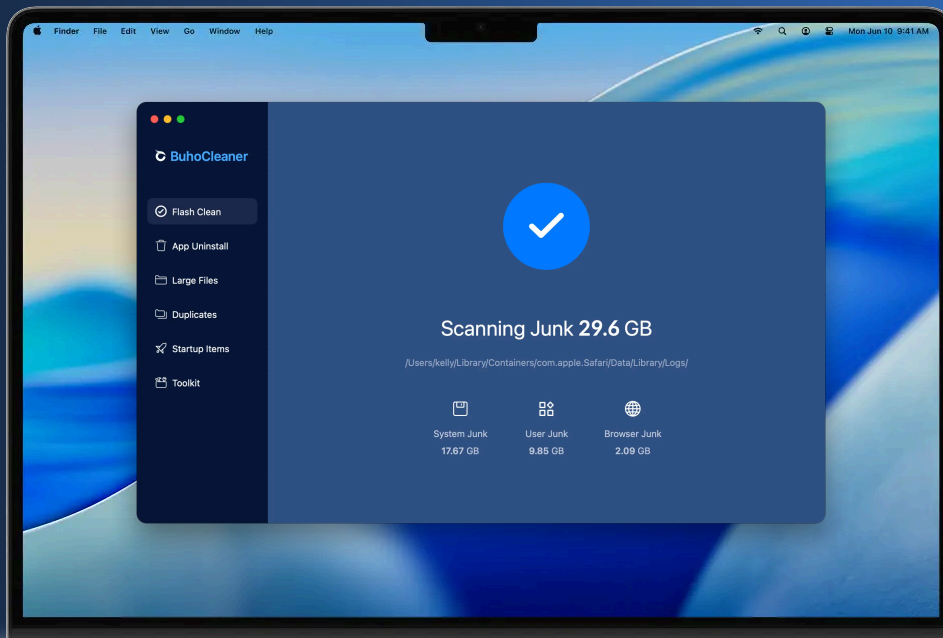 Finder File Edit View Go Window Help
Mon Jun 10 9:41 AM
BuhoCleaner
Flash Clean
App Uninstall
Large Files
Duplicates
Startup Items
Toolkit
Scanning Junk 29.6 GB
/Users/kelly/Library/Containers/com.apple.Safari/Data/Library/Logs/
System Junk User Junk Browser Junk
17.67 GB 9.85 GB 2.09 GB